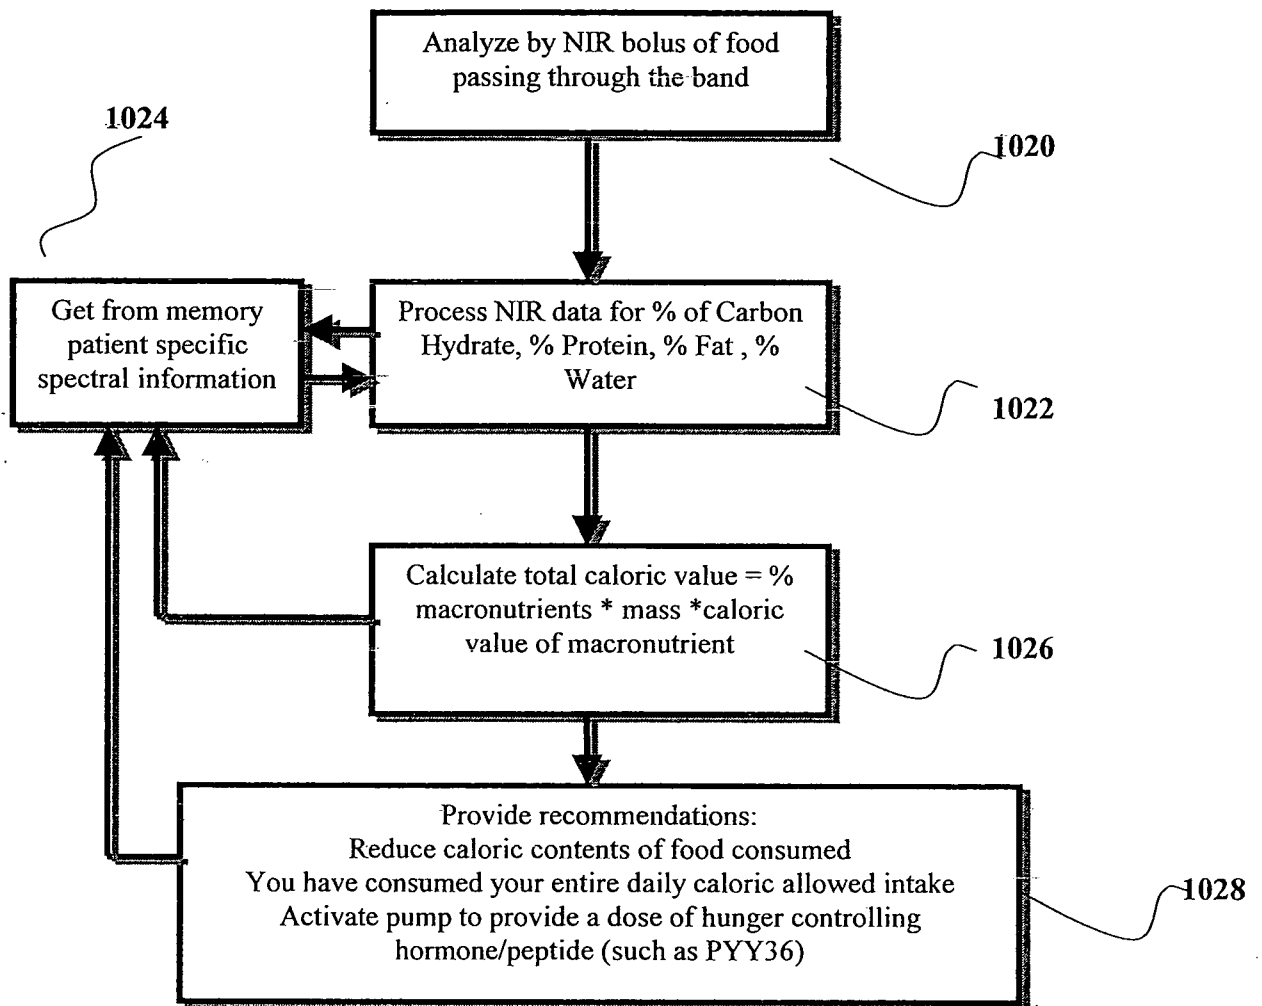 Analyze by NIR bolus of food
passing through the band
1024
1020
Get from memory
patient specific
spectral information
Process NIR data for % of Carbon
Hydrate, % Protein, % Fat , %
Water
1022
Calculate total caloric value = %
macronutrients * mass *caloric
value of macronutrient
1026
Provide recommendations:
Reduce caloric contents of food consumed
You have consumed your entire daily caloric allowed intake
Activate pump to provide a dose of hunger controlling
hormone/peptide (such as PYY36)
1028